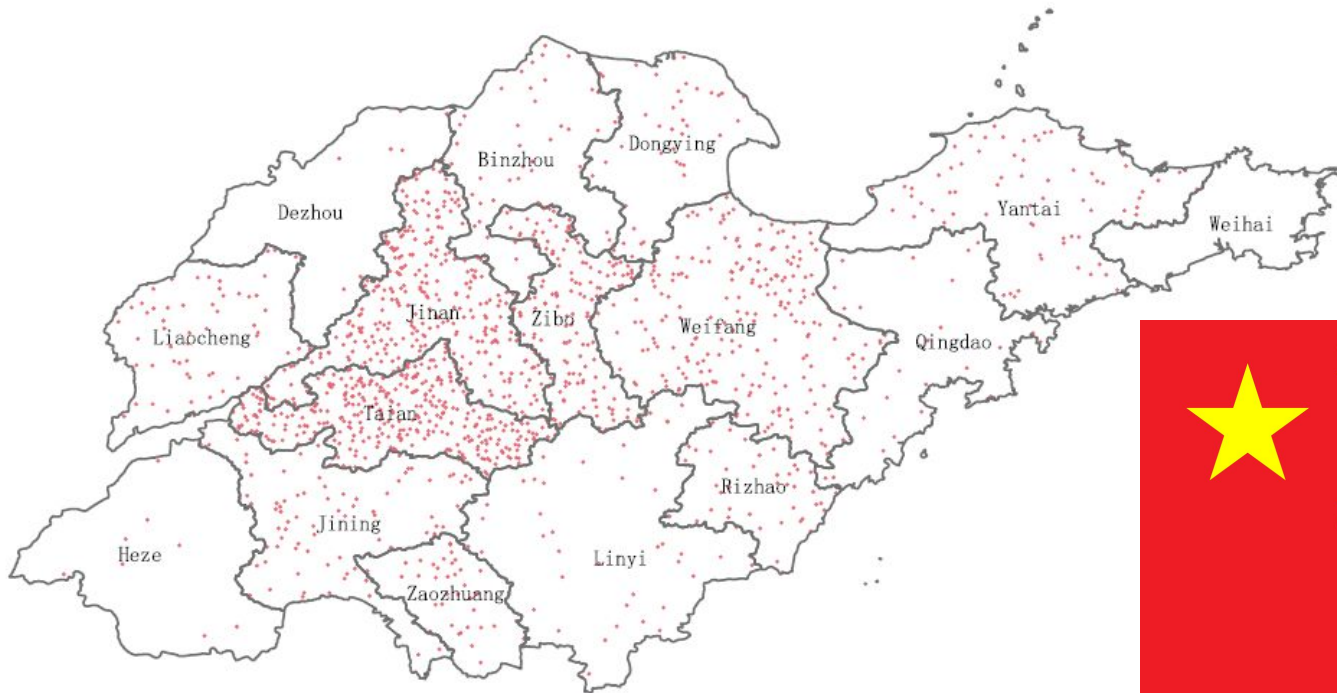 Dongying
Binzhou
Dezhou
Yantai
Weihai
Jinan
Zibo
Weifang
Liaocheng
Qingdao
Taian
Rizhao
Jining
Heze
Linyi
Zaozhuang